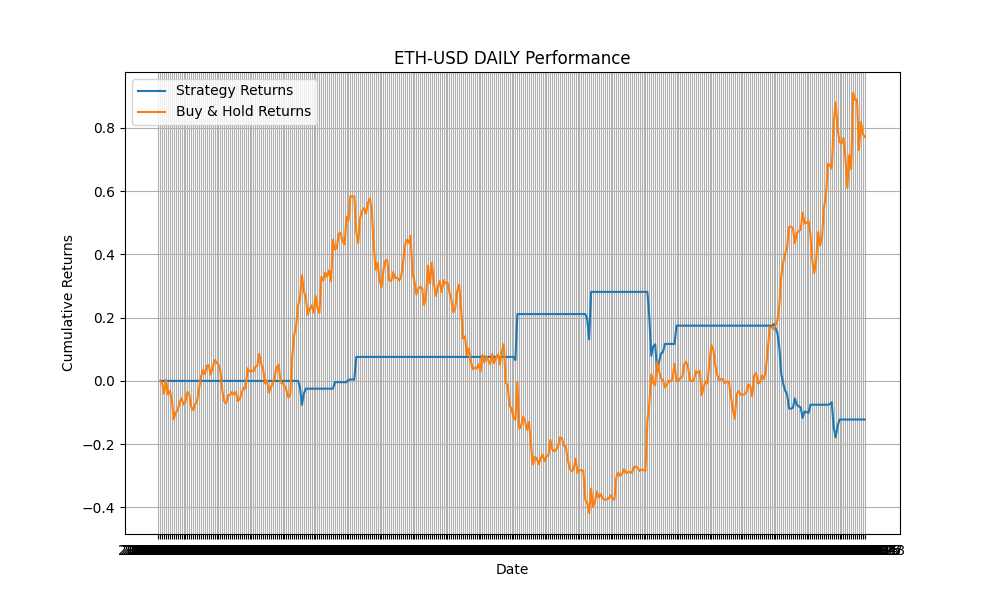 ETH-USD DAILY Performance
Strategy Returns
Buy & Hold Returns
0.8
0.6
0.4
0.2
0.0
−0.2
−0.4
Cumulative Returns
Date